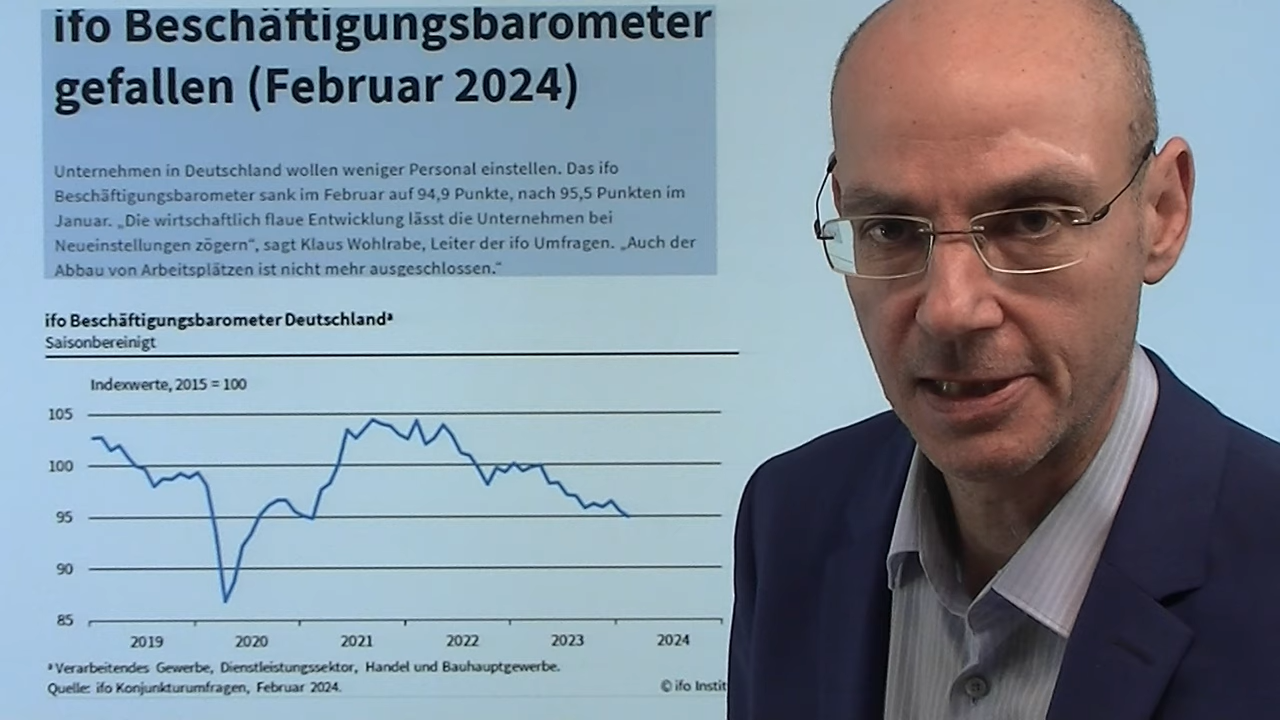 ifo Beschäftigungsbarometer
gefallen (Februar 2024)
Unternehmen in Deutschland wollen weniger Personal einstellen. Das ifo
Beschäftigungsbarometer sank im Februar auf 94,9 Punkte, nach 95,5 Punkten im
Januar. „Die wirtschaftlich flaue Entwicklung lässt die Unternehmen bei
Neueinstellungen zögern“, sagt Klaus Wohlrabe, Leiter der ifo Umfragen. „Auch der
Abbau von Arbeitsplätzen ist nicht mehr ausgeschlossen.“
ifo Beschäftigungsbarometer Deutschlandᵃ
Saisonbereinigt
Indexwerte, 2015 = 100
105
100
95
90
85
2019 2020 2021 2022 2023 2024
ᵃ Verarbeitendes Gewerbe, Dienstleistungssektor, Handel und Bauhauptgewerbe.
Quelle: ifo Konjunkturumfragen, Februar 2024. © ifo Instit